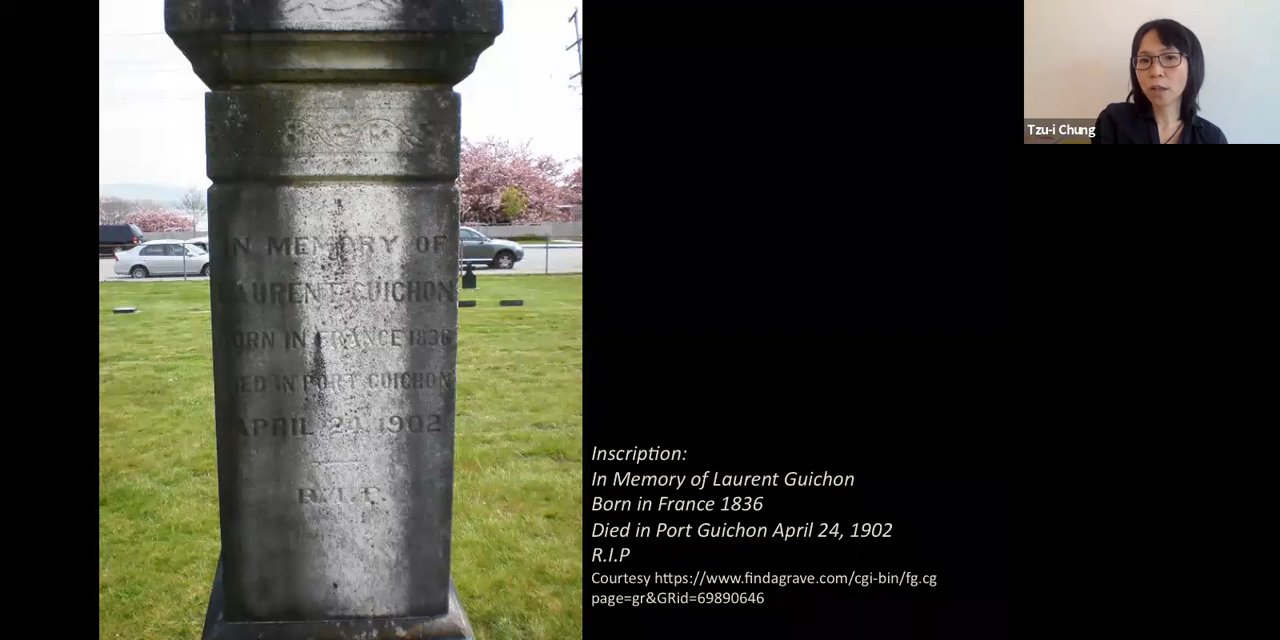 IN MEMORY OF
LAURENT GUICHON
BORN IN FRANCE 1836
DIED IN PORT GUICHON
APRIL 24, 1902
R.I.P.
Inscription:
In Memory of Laurent Guichon
Born in France 1836
Died in Port Guichon April 24, 1902
R.I.P
Courtesy https://www.findagrave.com/cgi-bin/fg.cg
page=gr&GRid=69890646
Tzu-i Chung